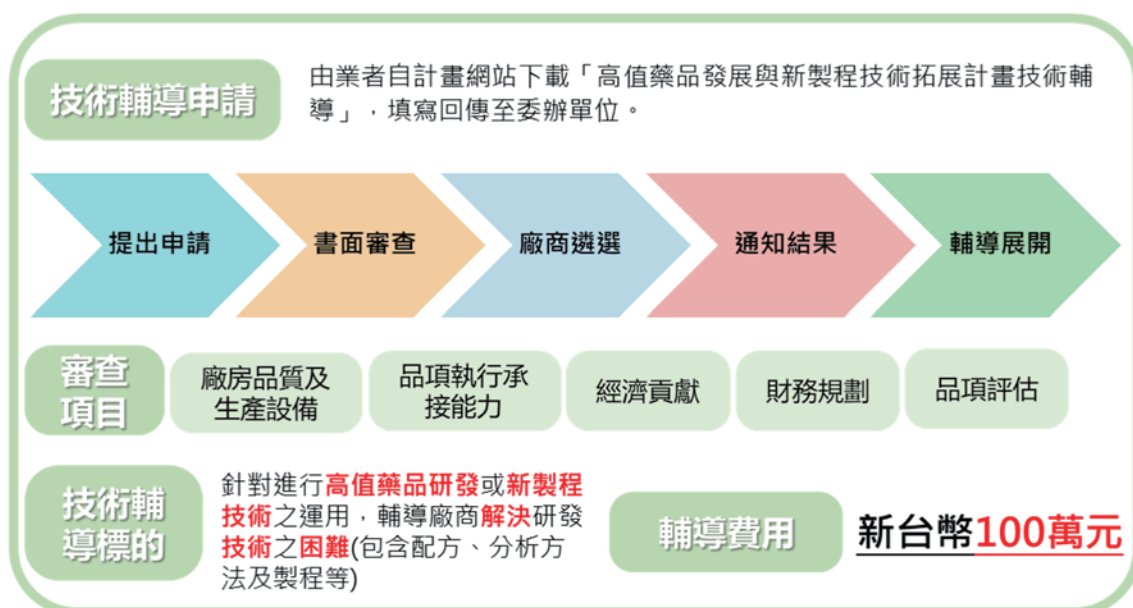 技術輔導申請
由業者自計畫網站下載「高值藥品發展與新製程技術拓展計畫技術輔
導」，填寫回傳至委辦單位。
提出申請
書面審查
廠商遴選
通知結果
輔導展開
審查
項目
廠房品質及
生產設備
品項執行承
接能力
經濟貢獻
財務規劃
品項評估
技術輔
導標的
針對進行高值藥品研發或新製程
技術之運用，輔導廠商解決研發
技術之困難(包含配方、分析方
法及製程等)
輔導費用
新台幣100萬元